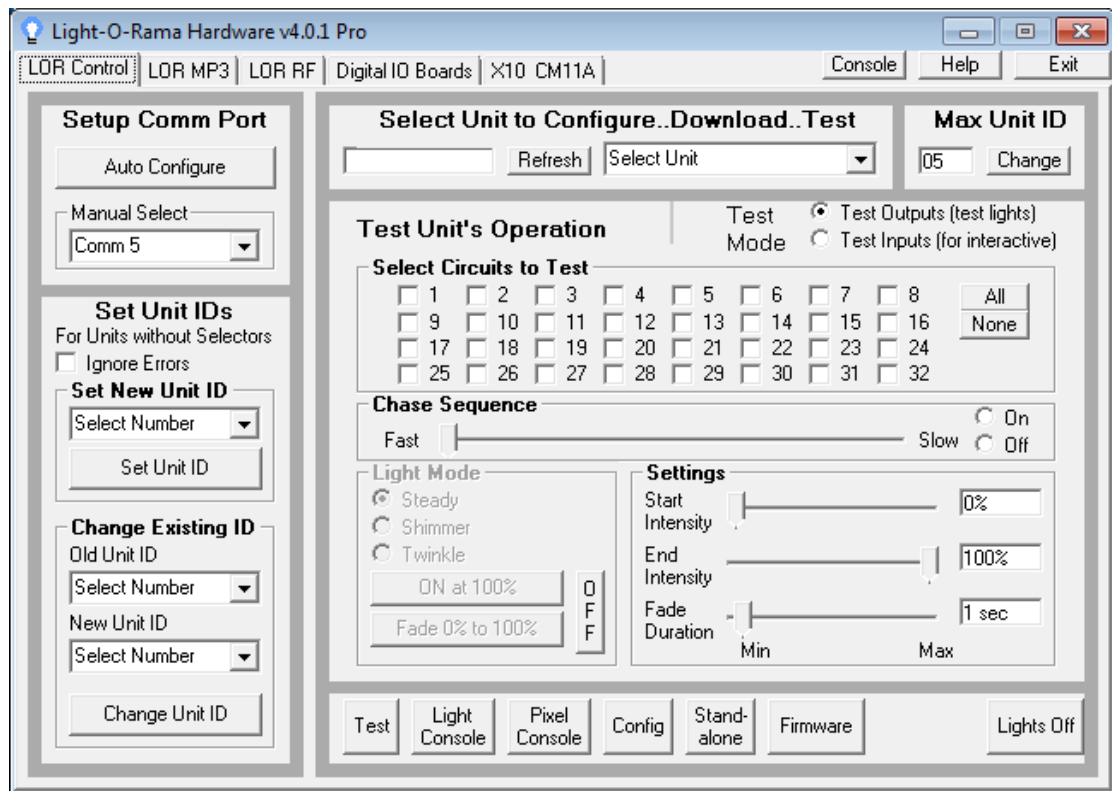 Light-O-Rama Hardware v4.0.1 Pro
LOR Control LOR MP3 LOR RF Digital IO Boards X10 CM11A Console Help Exit
Setup Comm Port
Auto Configure
Manual Select
Comm 5
Set Unit IDs
For Units without Selectors
Ignore Errors
Set New Unit ID
Select Number
Set Unit ID
Change Existing ID
Old Unit ID
Select Number
New Unit ID
Select Number
Change Unit ID
Select Unit to Configure..Download..Test
Refresh Select Unit
Max Unit ID
05 Change
Test Unit's Operation
Test
Mode
Test Outputs (test lights)
Test Inputs (for interactive)
Select Circuits to Test
1 2 3 4 5 6 7 8 All
9 10 11 12 13 14 15 16 None
17 18 19 20 21 22 23 24
25 26 27 28 29 30 31 32
Chase Sequence
Fast Slow
On
Off
Light Mode
Steady
Shimmer
Twinkle
ON at 100%
Fade 0% to 100%
O
F
F
Settings
Start
Intensity
0%
End
Intensity
100%
Fade
Duration
1 sec
Min Max
Test
Light
Console
Pixel
Console
Config
Stand-
alone
Firmware
Lights Off